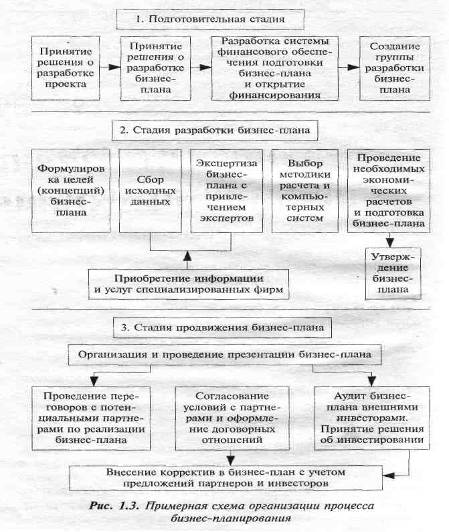 1. Подготовительная стадия
Принятие
решения о
разработке
проекта
Принятие
решения о
разработке
бизнес-
плана
Разработка системы
финансового обеспе-
чения подготовки
бизнес-плана и
открытие
финансирования
Создание
группы
разработки
бизнес-
плана
2. Стадия разработки бизнес-плана
Формулиров
ка целей
(концепций)
бизнес-
плана
Сбор
исходных
данных
Экспертиза
бизнес-
плана с
привле-
чением
экспертов
Выбор
методики
расчета и
компью-
терных
систем
Проведение
необходимых
экономи-
ческих
расчетов
и подготовка
бизнес-плана
Приобретение информации
и услуг специализированных фирм
Утверж-
дение
бизнес-
плана
3. Стадия продвижения бизнес-плана
Организация и проведение презентации бизнес-плана
Проведение пере-
говоров с потен-
циальными партне-
рами по реализации
бизнес-плана
Согласование
условий с партне-
рами и оформле-
ние договорных
отношений
Аудит бизнес-
плана внешними
инвесторами.
Принятие решения
об инвестировании
Внесение корректив в бизнес-план с учетом
предложений партнеров и инвесторов
Рис. 1.3. Примерная схема организации процесса
бизнес-планирования